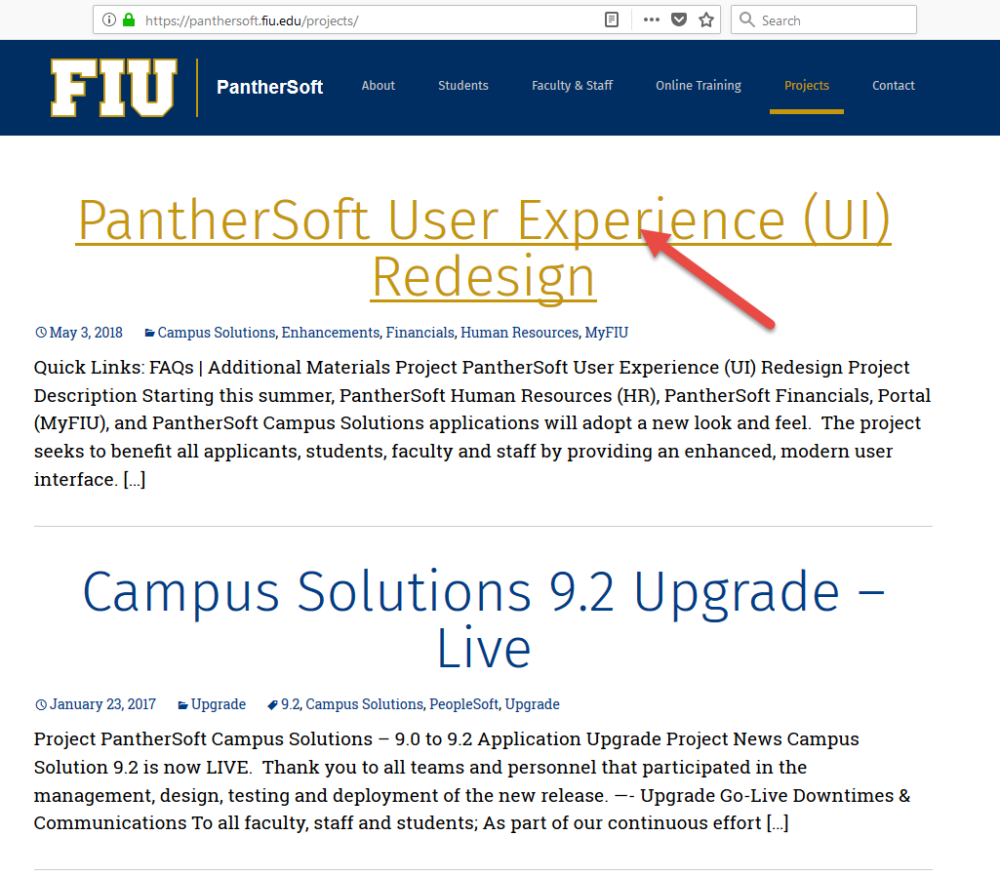 https://panthersoft.fiu.edu/projects/
Search
FIU PantherSoft About Students Faculty & Staff Online Training Projects Contact
PantherSoft User Experience (UI)
Redesign
May 3, 2018 Campus Solutions, Enhancements, Financials, Human Resources, MyFIU
Quick Links: FAQs | Additional Materials Project PantherSoft User Experience (UI) Redesign Project
Description Starting this summer, PantherSoft Human Resources (HR), PantherSoft Financials, Portal
(MyFIU), and PantherSoft Campus Solutions applications will adopt a new look and feel.  The project
seeks to benefit all applicants, students, faculty and staff by providing an enhanced, modern user
interface. […]
Campus Solutions 9.2 Upgrade –
Live
January 23, 2017 Upgrade 9.2, Campus Solutions, PeopleSoft, Upgrade
Project PantherSoft Campus Solutions – 9.0 to 9.2 Application Upgrade Project News Campus
Solution 9.2 is now LIVE.  Thank you to all teams and personnel that participated in the
management, design, testing and deployment of the new release. —- Upgrade Go-Live Downtimes &
Communications To all faculty, staff and students; As part of our continuous effort […]